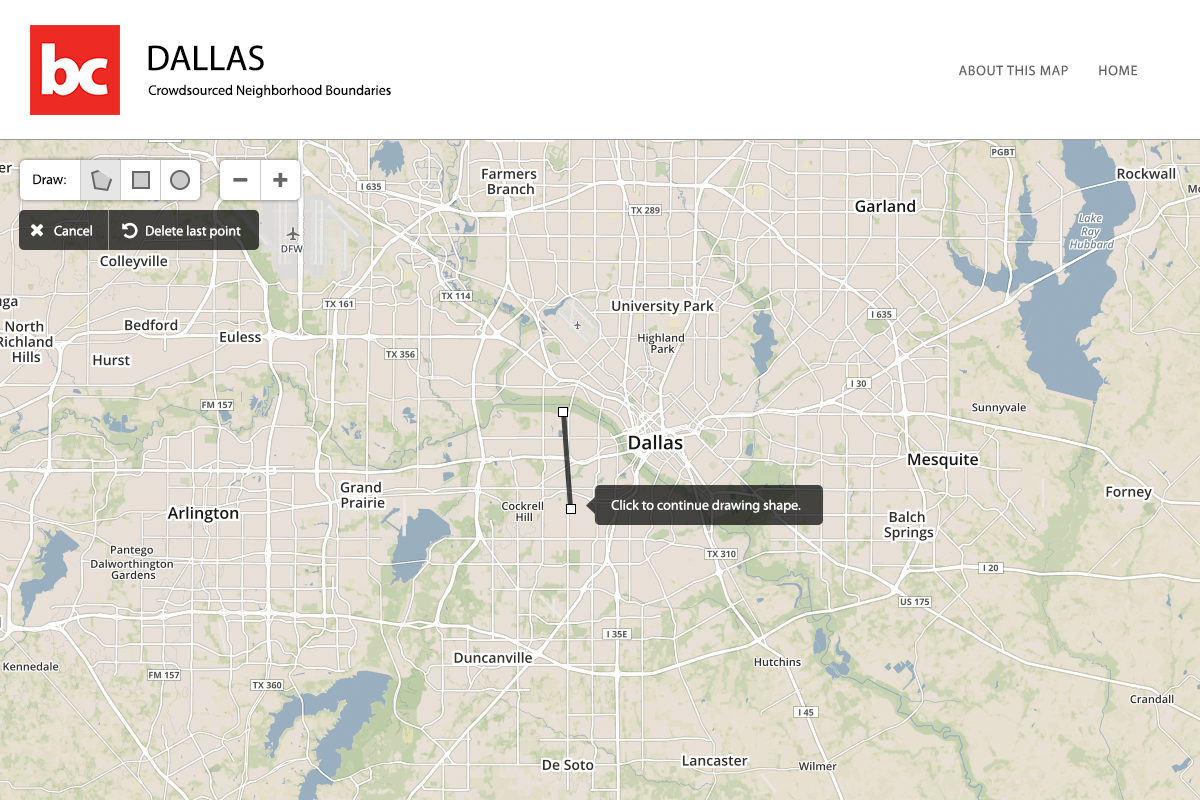 bc
DALLAS
Crowdsourced Neighborhood Boundaries
ABOUT THIS MAP
HOME
Draw:
Cancel
Delete last point
er
I 635
Farmers
Branch
PGBT
Rockwall
TX 289
Garland
Lake
Ray
Hubbard
DFW
Colleyville
TX 161
TX 114
University Park
I 635
North
Richland
Hills
Bedford
Euless
Highland
Park
Hurst
TX 356
I 30
FM 157
Sunnyvale
Dallas
Mesquite
Grand
Prairie
Cockrell
Hill
Click to continue drawing shape.
Forney
Arlington
Balch
Springs
Pantego
Dalworthington
Gardens
TX 310
I 20
US 175
I 35E
Duncanville
Hutchins
Kennedale
FM 157
TX 360
Crandall
I 45
De Soto
Lancaster
Wilmer